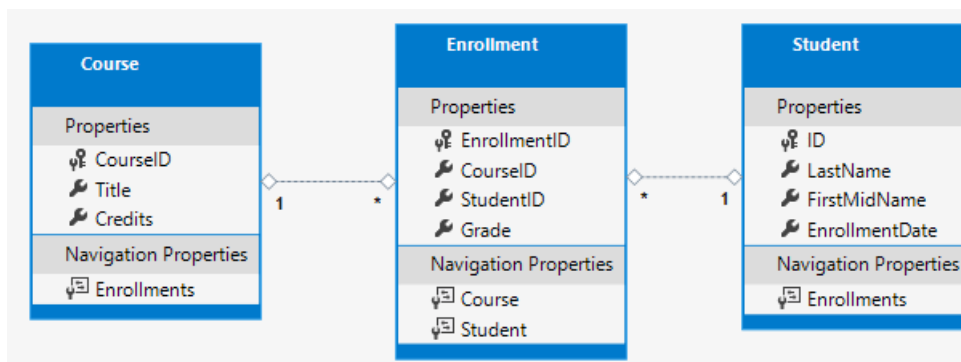 Course
Properties
CourseID
Title
Credits
Navigation Properties
Enrollments
1
*
Enrollment
Properties
EnrollmentID
CourseID
StudentID
Grade
Navigation Properties
Course
Student
*
1
Student
Properties
ID
LastName
FirstMidName
EnrollmentDate
Navigation Properties
Enrollments